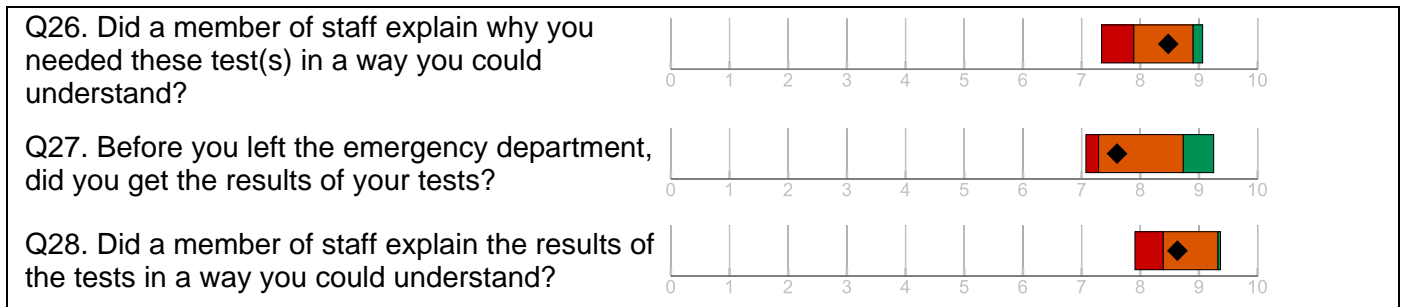 Q26. Did a member of staff explain why you
needed these test(s) in a way you could
understand?
0 1 2 3 4 5 6 7 8 9 10
Q27. Before you left the emergency department,
did you get the results of your tests?
0 1 2 3 4 5 6 7 8 9 10
Q28. Did a member of staff explain the results of
the tests in a way you could understand?
0 1 2 3 4 5 6 7 8 9 10